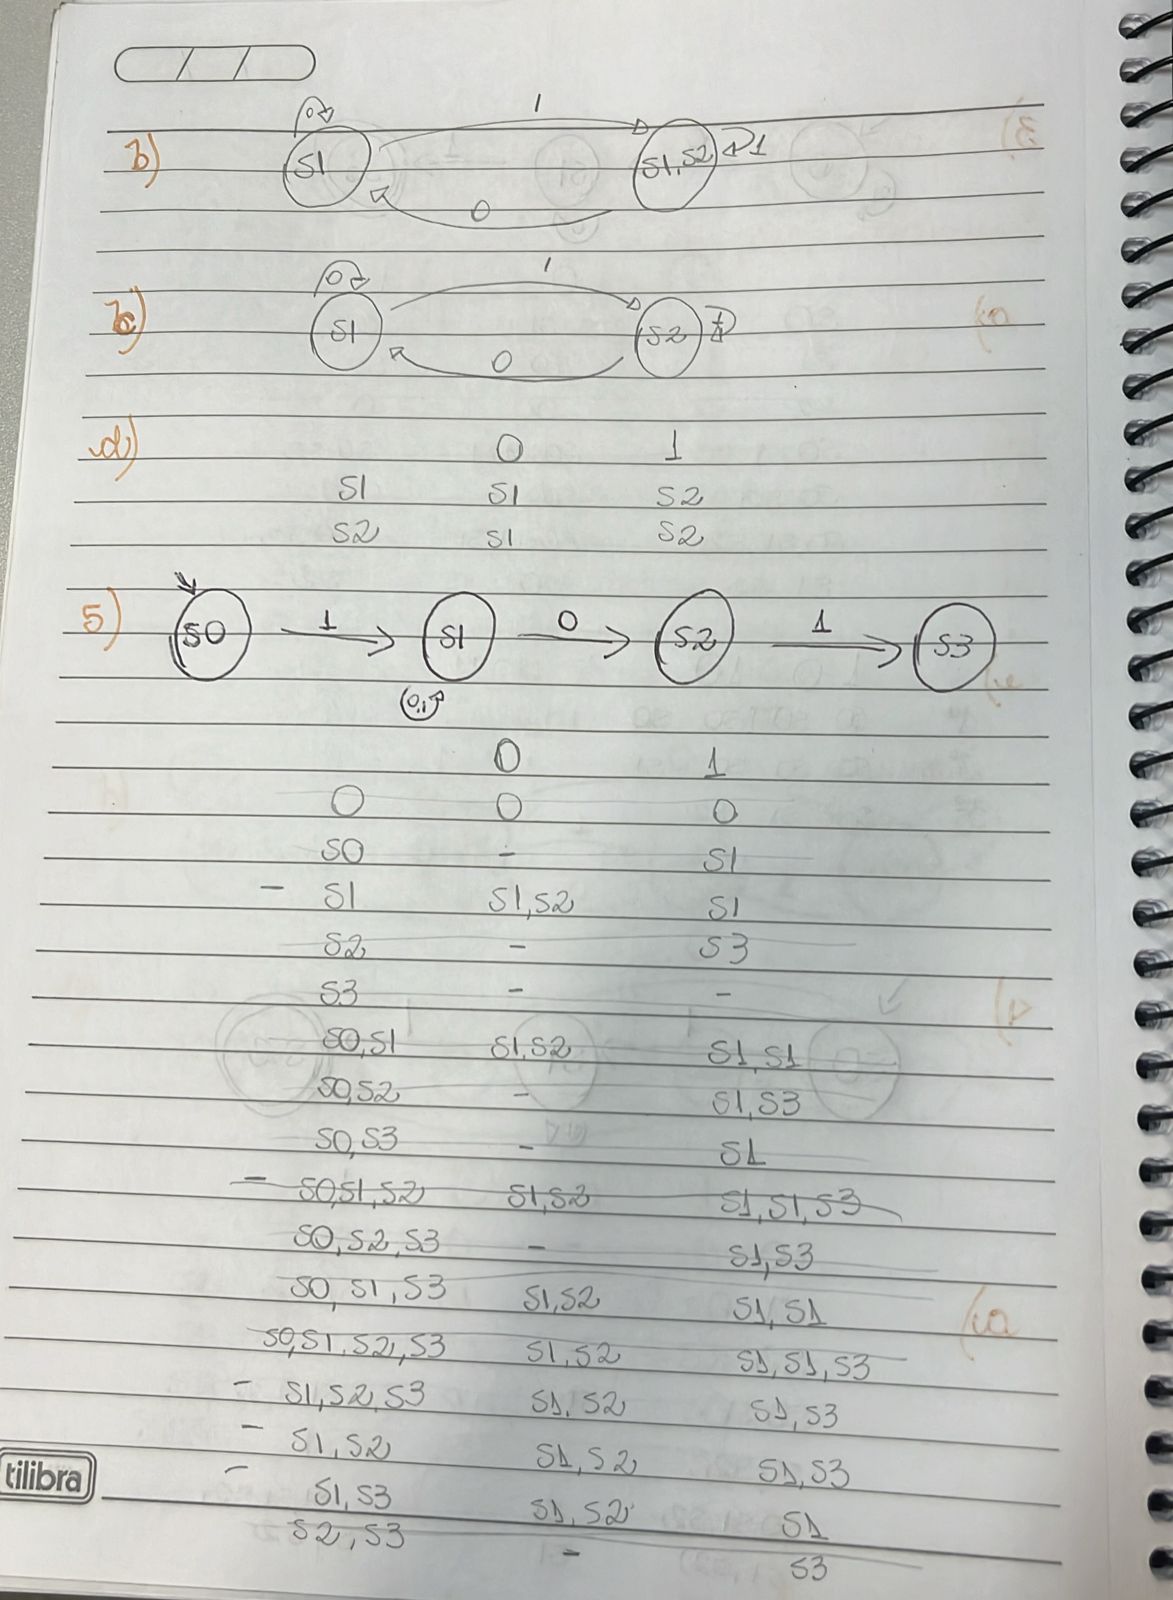 0
1
b)
S1
S1,S2
1
0
0
1
c)
S1
S2
1
0
d) 0 1
S1 S1 S2
S2 S1 S2
5) S0 1 S1 0 S2 1 S3
0,1
0 1
0 0 0
S0 - S1
- S1 S1,S2 S1
S2 - S3
S3 - -
S0,S1 S1,S2 S1,S1
S0,S2 - S1,S3
S0,S3 - S1
- S0,S1,S2 S1,S2 S1,S1,S3
S0,S2,S3 - S1,S3
S0,S1,S3 S1,S2 S1,S1
S0,S1,S2,S3 S1,S2 S1,S1,S3
- S1,S2,S3 S1,S2 S1,S3
- S1,S2 S1,S2 S1,S3
- S1,S3 S1,S2 S1
S2,S3 - S3
tilibra